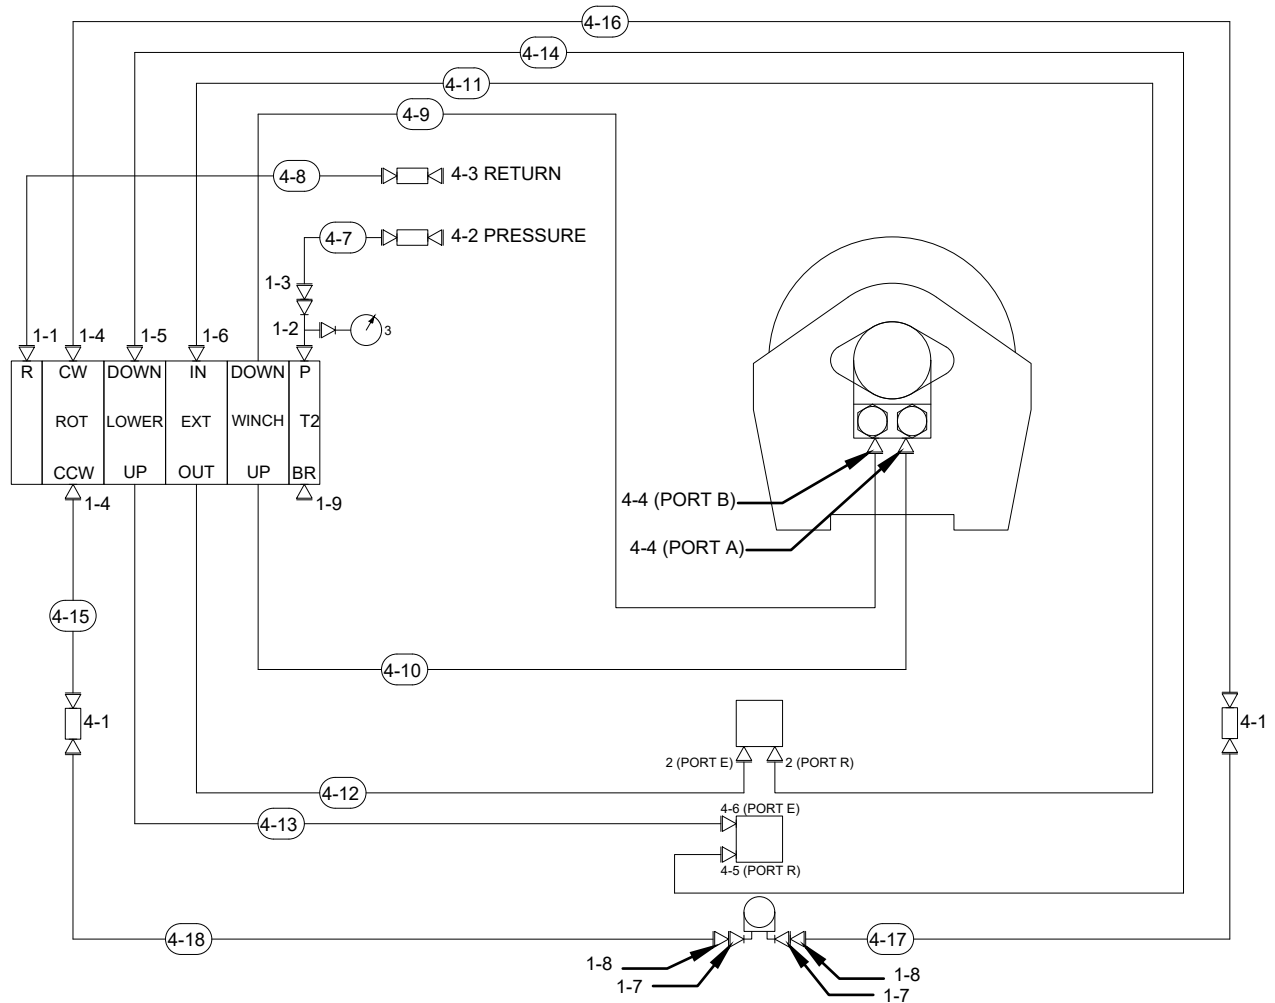 4-16
4-14
4-11
4-9
4-8
4-3 RETURN
4-7
4-2 PRESSURE
1-3
1-2
3
1-1
1-4
1-5
1-6
R
CW
DOWN
IN
DOWN
P
ROT
LOWER
EXT
WINCH
T2
CCW
UP
OUT
UP
BR
1-4
1-9
4-4 (PORT B)
4-4 (PORT A)
4-15
4-10
4-1
4-1
2 (PORT E)
2 (PORT R)
4-12
4-6 (PORT E)
4-13
4-5 (PORT R)
4-18
4-17
1-8
1-8
1-7
1-7